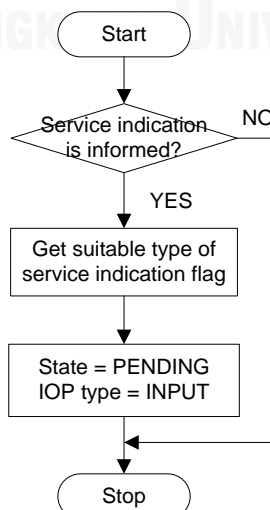 Start
Service indication
is informed?
NO
YES
Get suitable type of
service indication flag
State = PENDING
IOP type = INPUT
Stop